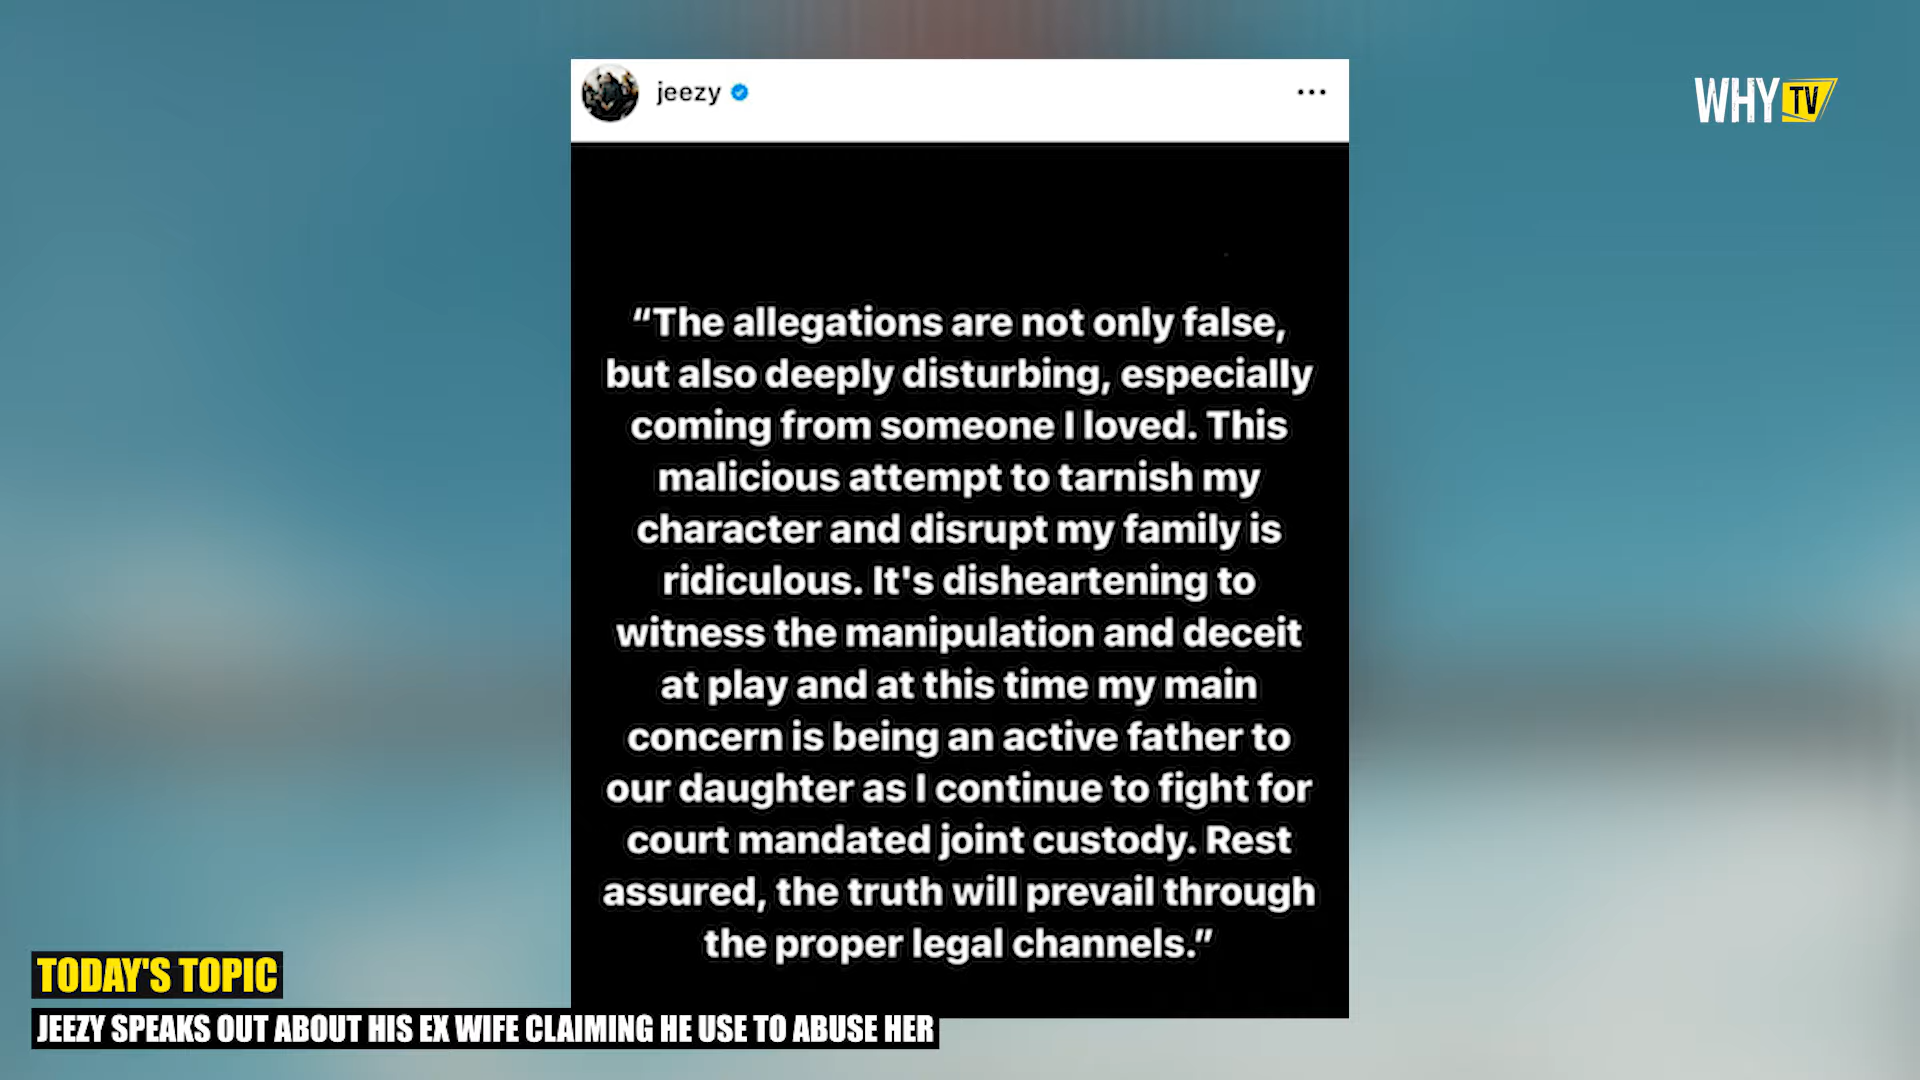 jeezy
WHY TV
“The allegations are not only false,
but also deeply disturbing, especially
coming from someone I loved. This
malicious attempt to tarnish my
character and disrupt my family is
ridiculous. It's disheartening to
witness the manipulation and deceit
at play and at this time my main
concern is being an active father to
our daughter as I continue to fight for
court mandated joint custody. Rest
assured, the truth will prevail through
the proper legal channels.”
TODAY'S TOPIC
JEEZY SPEAKS OUT ABOUT HIS EX WIFE CLAIMING HE USE TO ABUSE HER